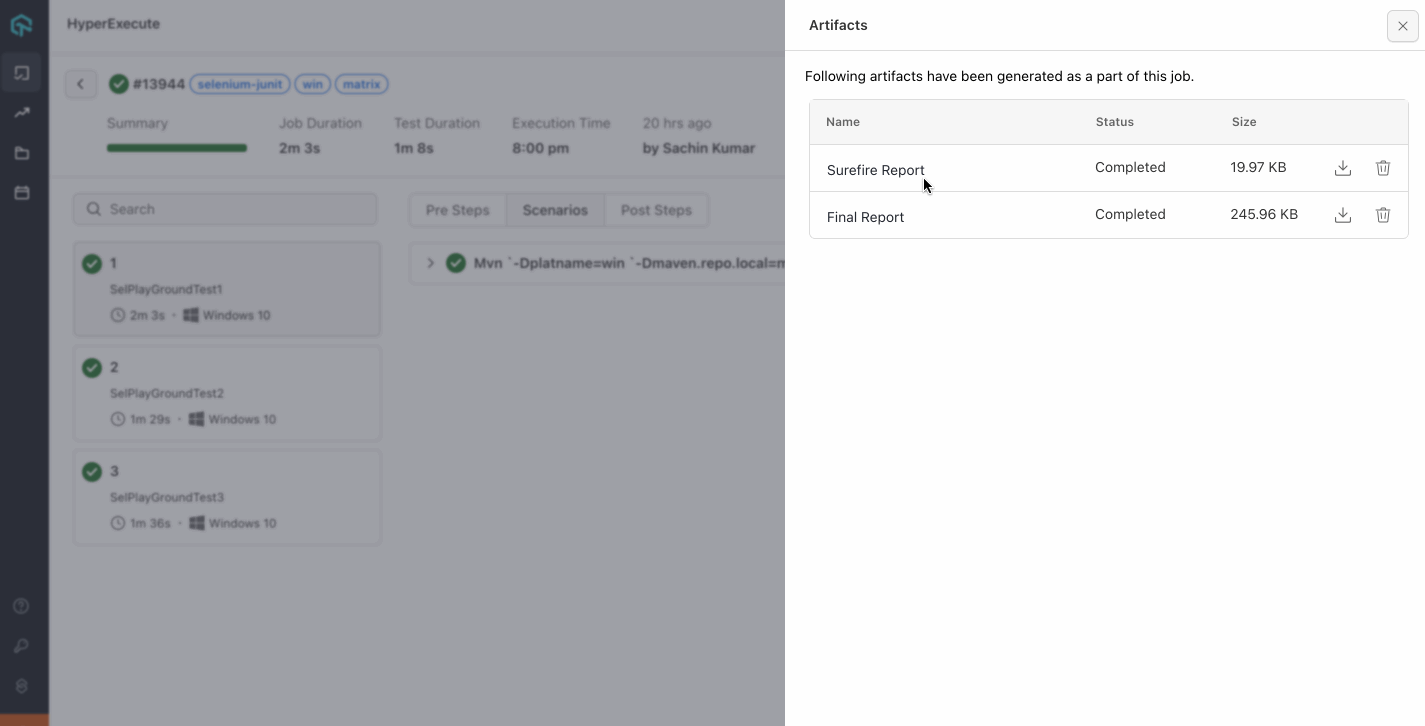 HyperExecute
#13944 selenium-junit win matrix
Summary Job Duration Test Duration Execution Time 20 hrs ago
2m 3s 1m 8s 8:00 pm by Sachin Kumar
Search
Pre Steps Scenarios Post Steps
1
SelPlayGroundTest1
2m 3s · Windows 10
2
SelPlayGroundTest2
1m 29s · Windows 10
3
SelPlayGroundTest3
1m 36s · Windows 10
Mvn `-Dplatname=win `-Dmaven.repo.local=m
Artifacts
Following artifacts have been generated as a part of this job.
Name Status Size
Surefire Report Completed 19.97 KB
Final Report Completed 245.96 KB